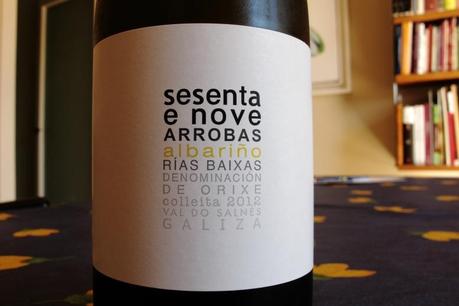 sesenta
e nove
ARROBAS
albariño
RÍAS BAIXAS
DENOMINACIÓN
DE ORIXE
colleita 2012
VAL DO SALNÉS
GALIZA